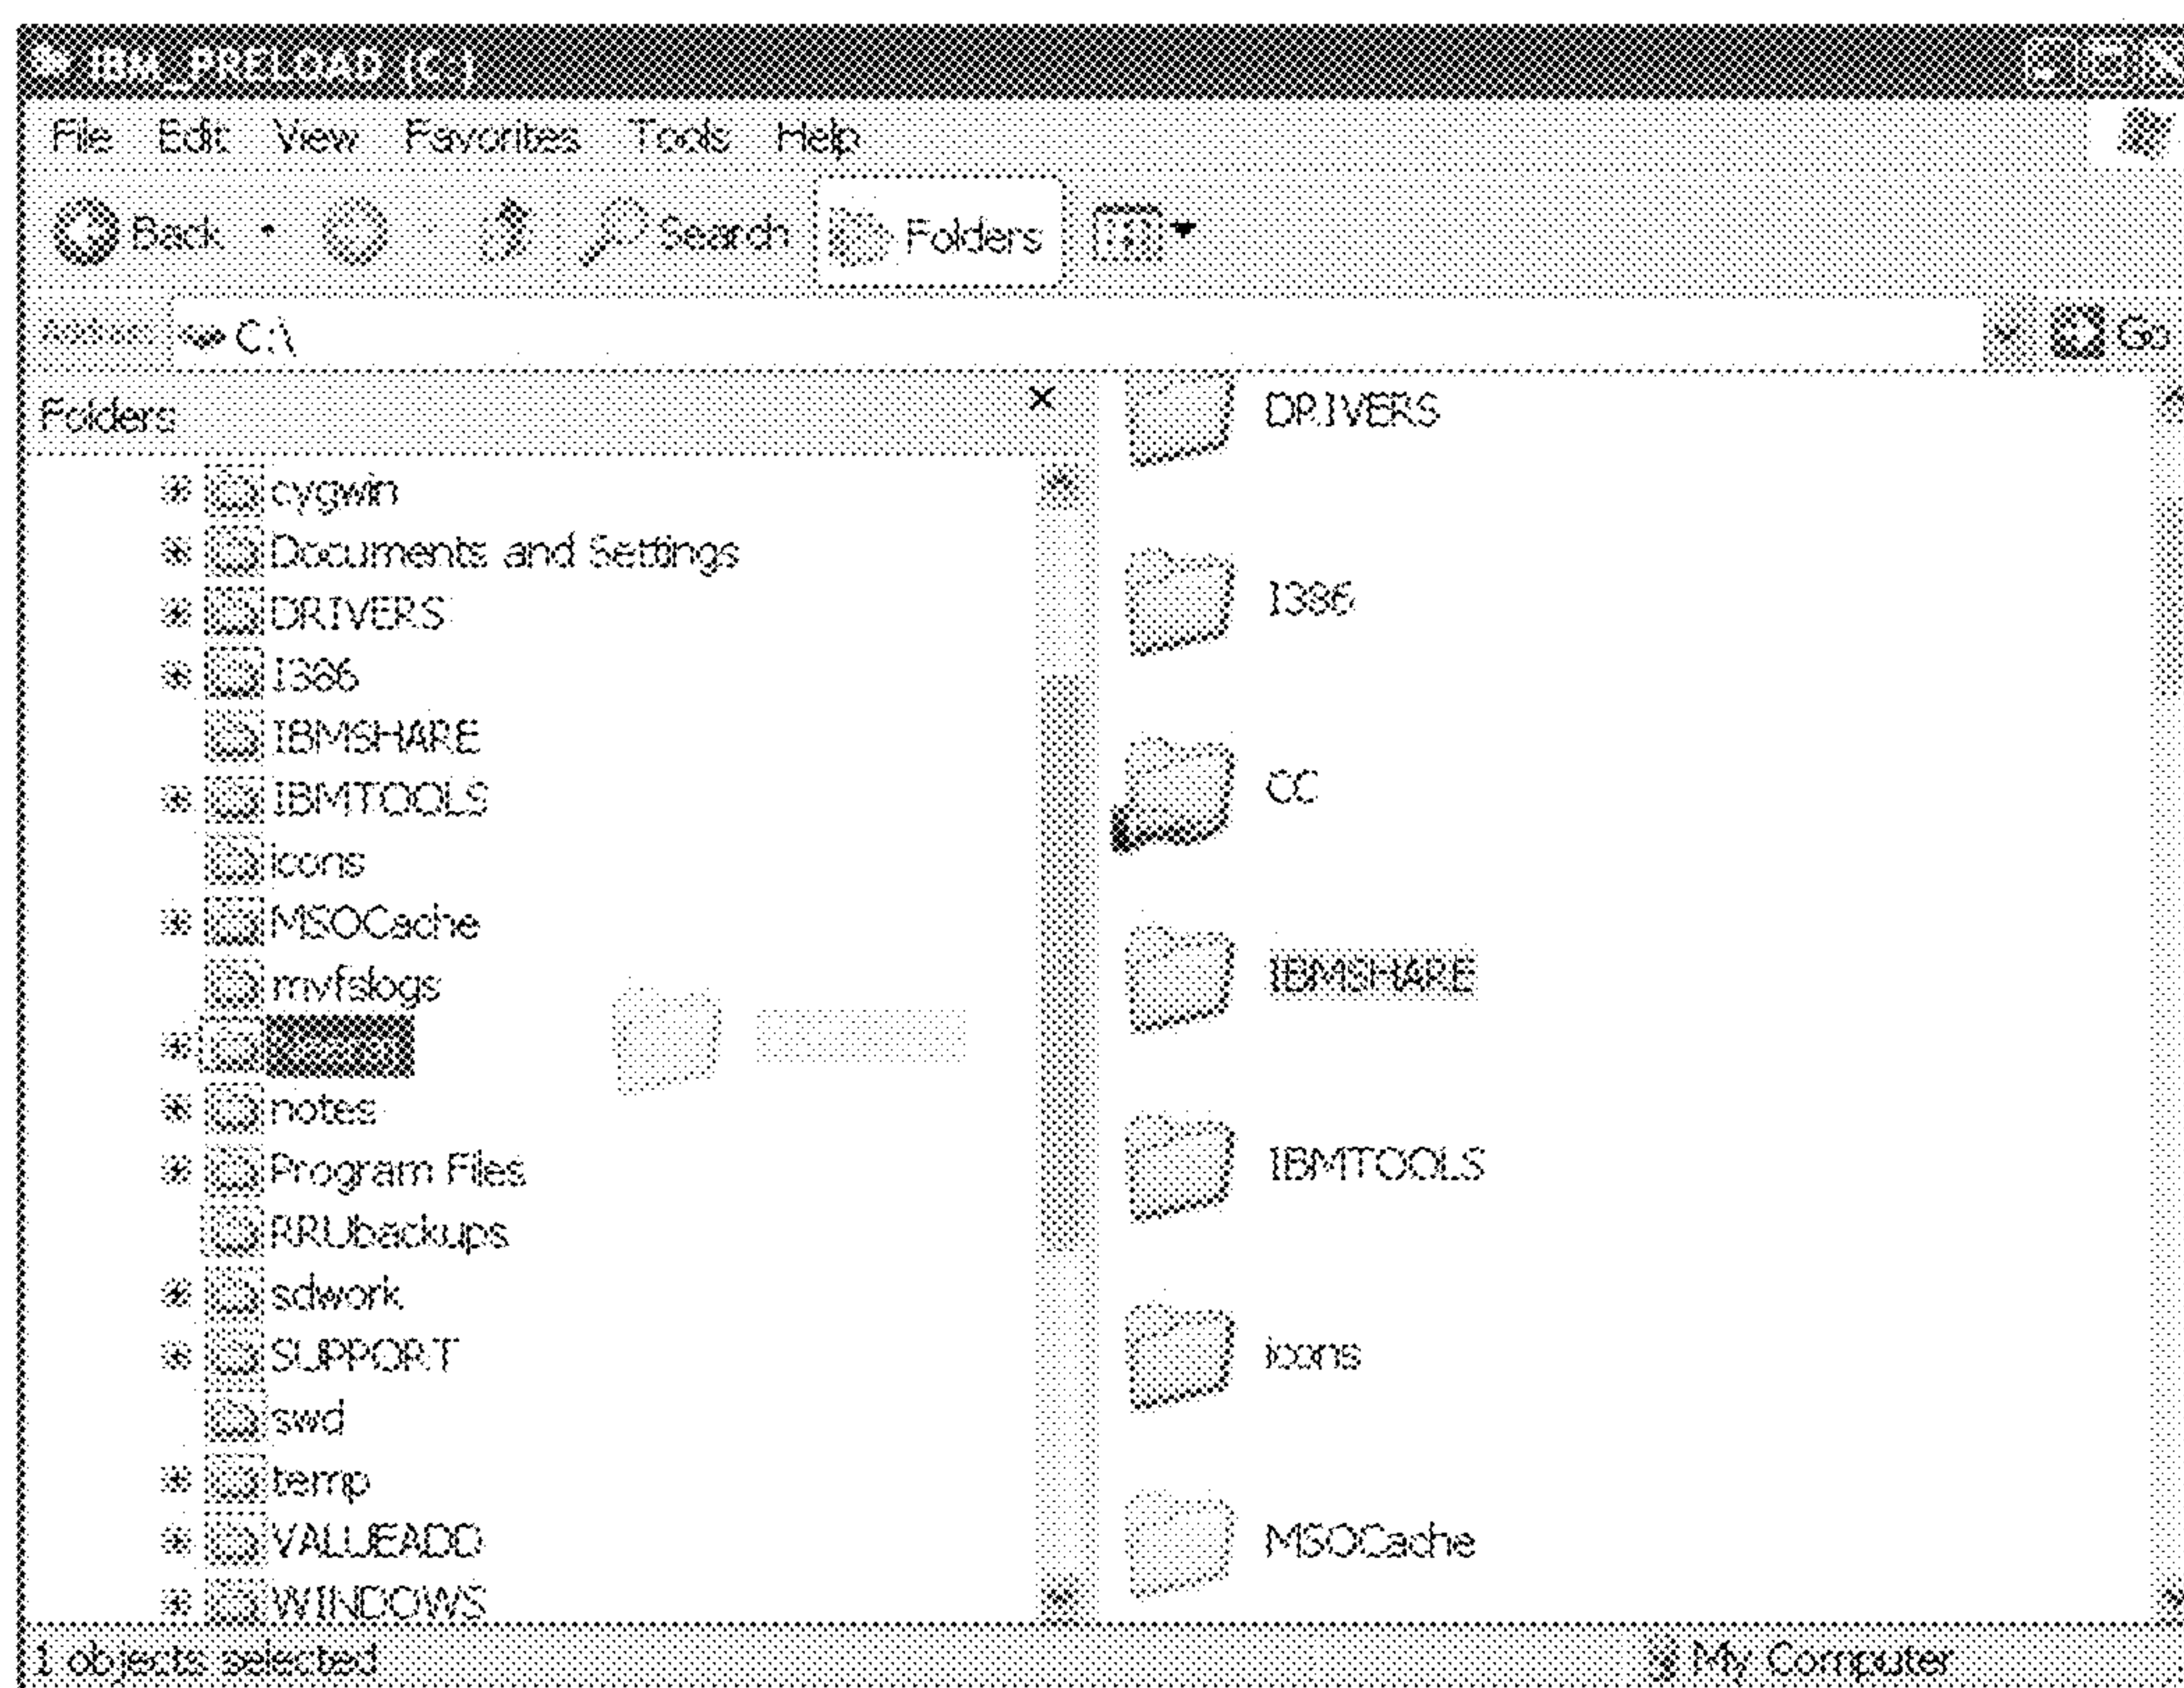 IBM_PRELOAD (C:)
File Edit View Favorites Tools Help
Back Search Folders
C:\ Go
Folders
cygwin
Documents and Settings
DRIVERS
I386
IBMSHARE
IBMTOOLS
icons
MSOCache
mvfslogs
notes
Program Files
RRUbackups
sdwork
SUPPORT
swd
temp
VALUEADD
WINDOWS
DRIVERS
I386
CC
IBMSHARE
IBMTOOLS
icons
MSOCache
1 objects selected
My Computer